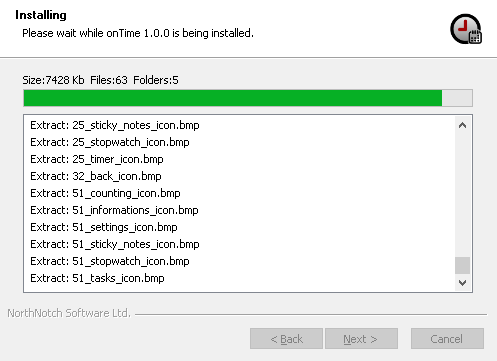 Installing
Please wait while onTime 1.0.0 is being installed.
Size:7428 Kb Files:63 Folders:5
Extract: 25_sticky_notes_icon.bmp
Extract: 25_stopwatch_icon.bmp
Extract: 25_timer_icon.bmp
Extract: 32_back_icon.bmp
Extract: 51_counting_icon.bmp
Extract: 51_informations_icon.bmp
Extract: 51_settings_icon.bmp
Extract: 51_sticky_notes_icon.bmp
Extract: 51_stopwatch_icon.bmp
Extract: 51_tasks_icon.bmp
NorthNotch Software Ltd.
< Back Next > Cancel